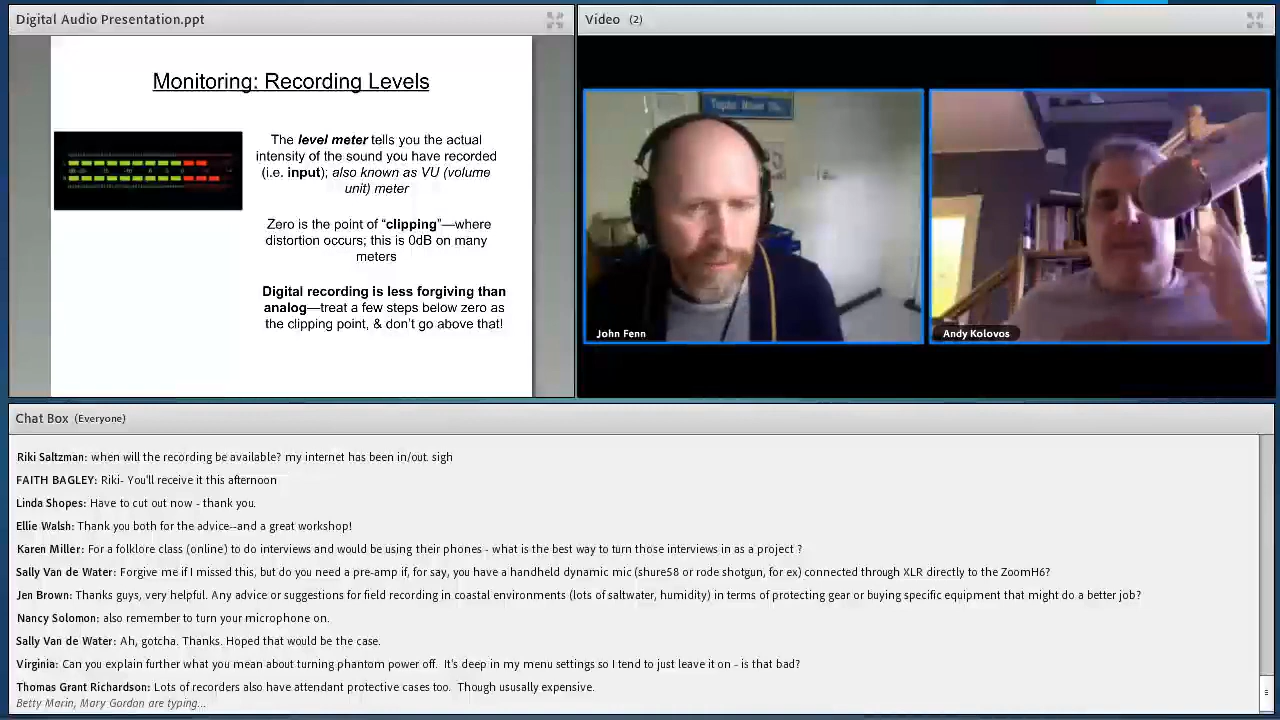 Digital Audio Presentation.ppt
Monitoring: Recording Levels
The level meter tells you the actual
intensity of the sound you have recorded
(i.e. input); also known as VU (volume
unit) meter
Zero is the point of “clipping”—where
distortion occurs; this is 0dB on many
meters
Digital recording is less forgiving than
analog—treat a few steps below zero as
the clipping point, & don't go above that!
Vídeo (2)
John Fenn
Andy Kolovos
Chat Box (Everyone)
Riki Saltzman: when will the recording be available? my internet has been in/out. sigh
FAITH BAGLEY: Riki- You'll receive it this afternoon
Linda Shopes: Have to cut out now - thank you.
Ellie Walsh: Thank you both for the advice--and a great workshop!
Karen Miller: For a folklore class (online) to do interviews and would be using their phones - what is the best way to turn those interviews in as a project ?
Sally Van de Water: Forgive me if I missed this, but do you need a pre-amp if, for say, you have a handheld dynamic mic (shure58 or rode shotgun, for ex) connected through XLR directly to the ZoomH6?
Jen Brown: Thanks guys, very helpful. Any advice or suggestions for field recording in coastal environments (lots of saltwater, humidity) in terms of protecting gear or buying specific equipment that might do a better job?
Nancy Solomon: also remember to turn your microphone on.
Sally Van de Water: Ah, gotcha. Thanks. Hoped that would be the case.
Virginia: Can you explain further what you mean about turning phantom power off. It's deep in my menu settings so I tend to just leave it on - is that bad?
Thomas Grant Richardson: Lots of recorders also have attendant protective cases too. Though ususally expensive.
Betty Marin, Mary Gordon are typing...